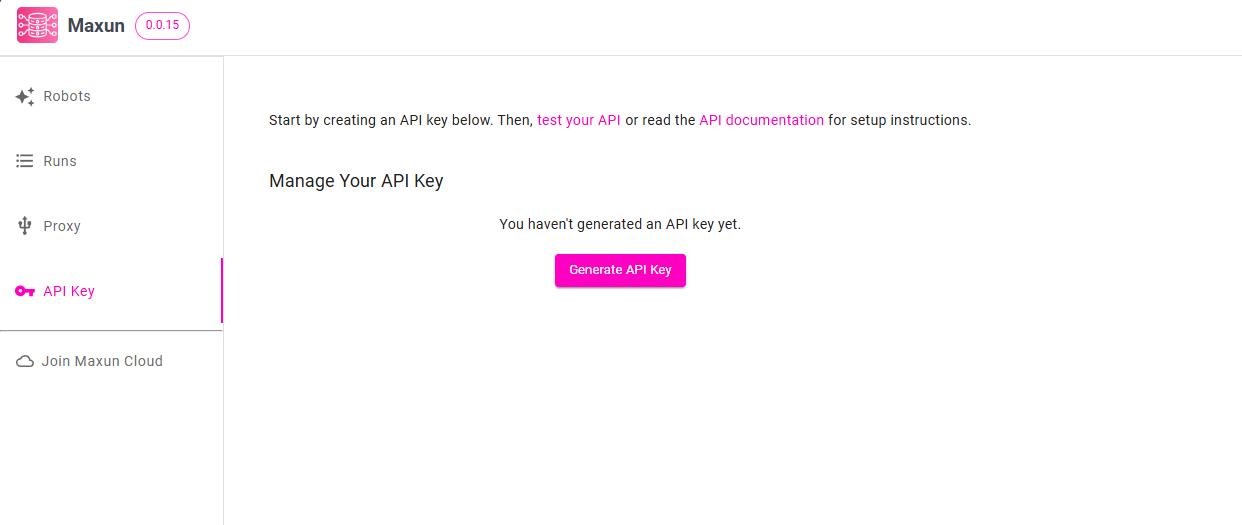 Maxun 0.0.15
Robots
Runs
Proxy
API Key
Join Maxun Cloud
Start by creating an API key below. Then, test your API or read the API documentation for setup instructions.
Manage Your API Key
You haven't generated an API key yet.
Generate API Key